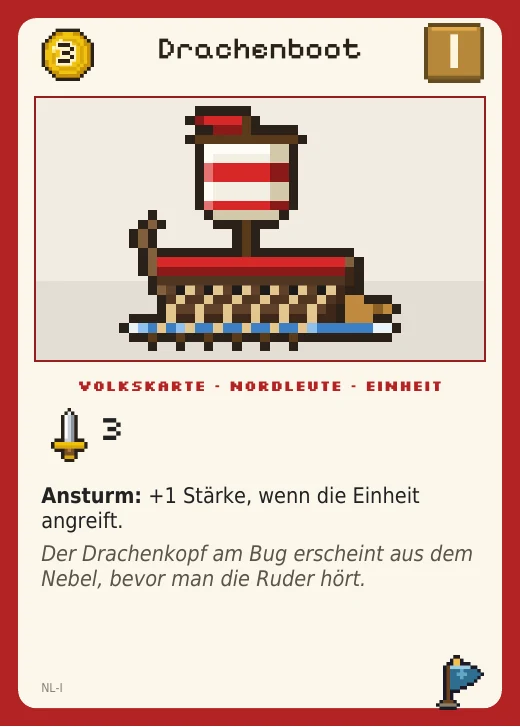 3
Drachenboot
I
VOLKSKARTE · NORDLEUTE · EINHEIT
3
Ansturm: +1 Stärke, wenn die Einheit
angreift.
Der Drachenkopf am Bug erscheint aus dem
Nebel, bevor man die Ruder hört.
NL-I